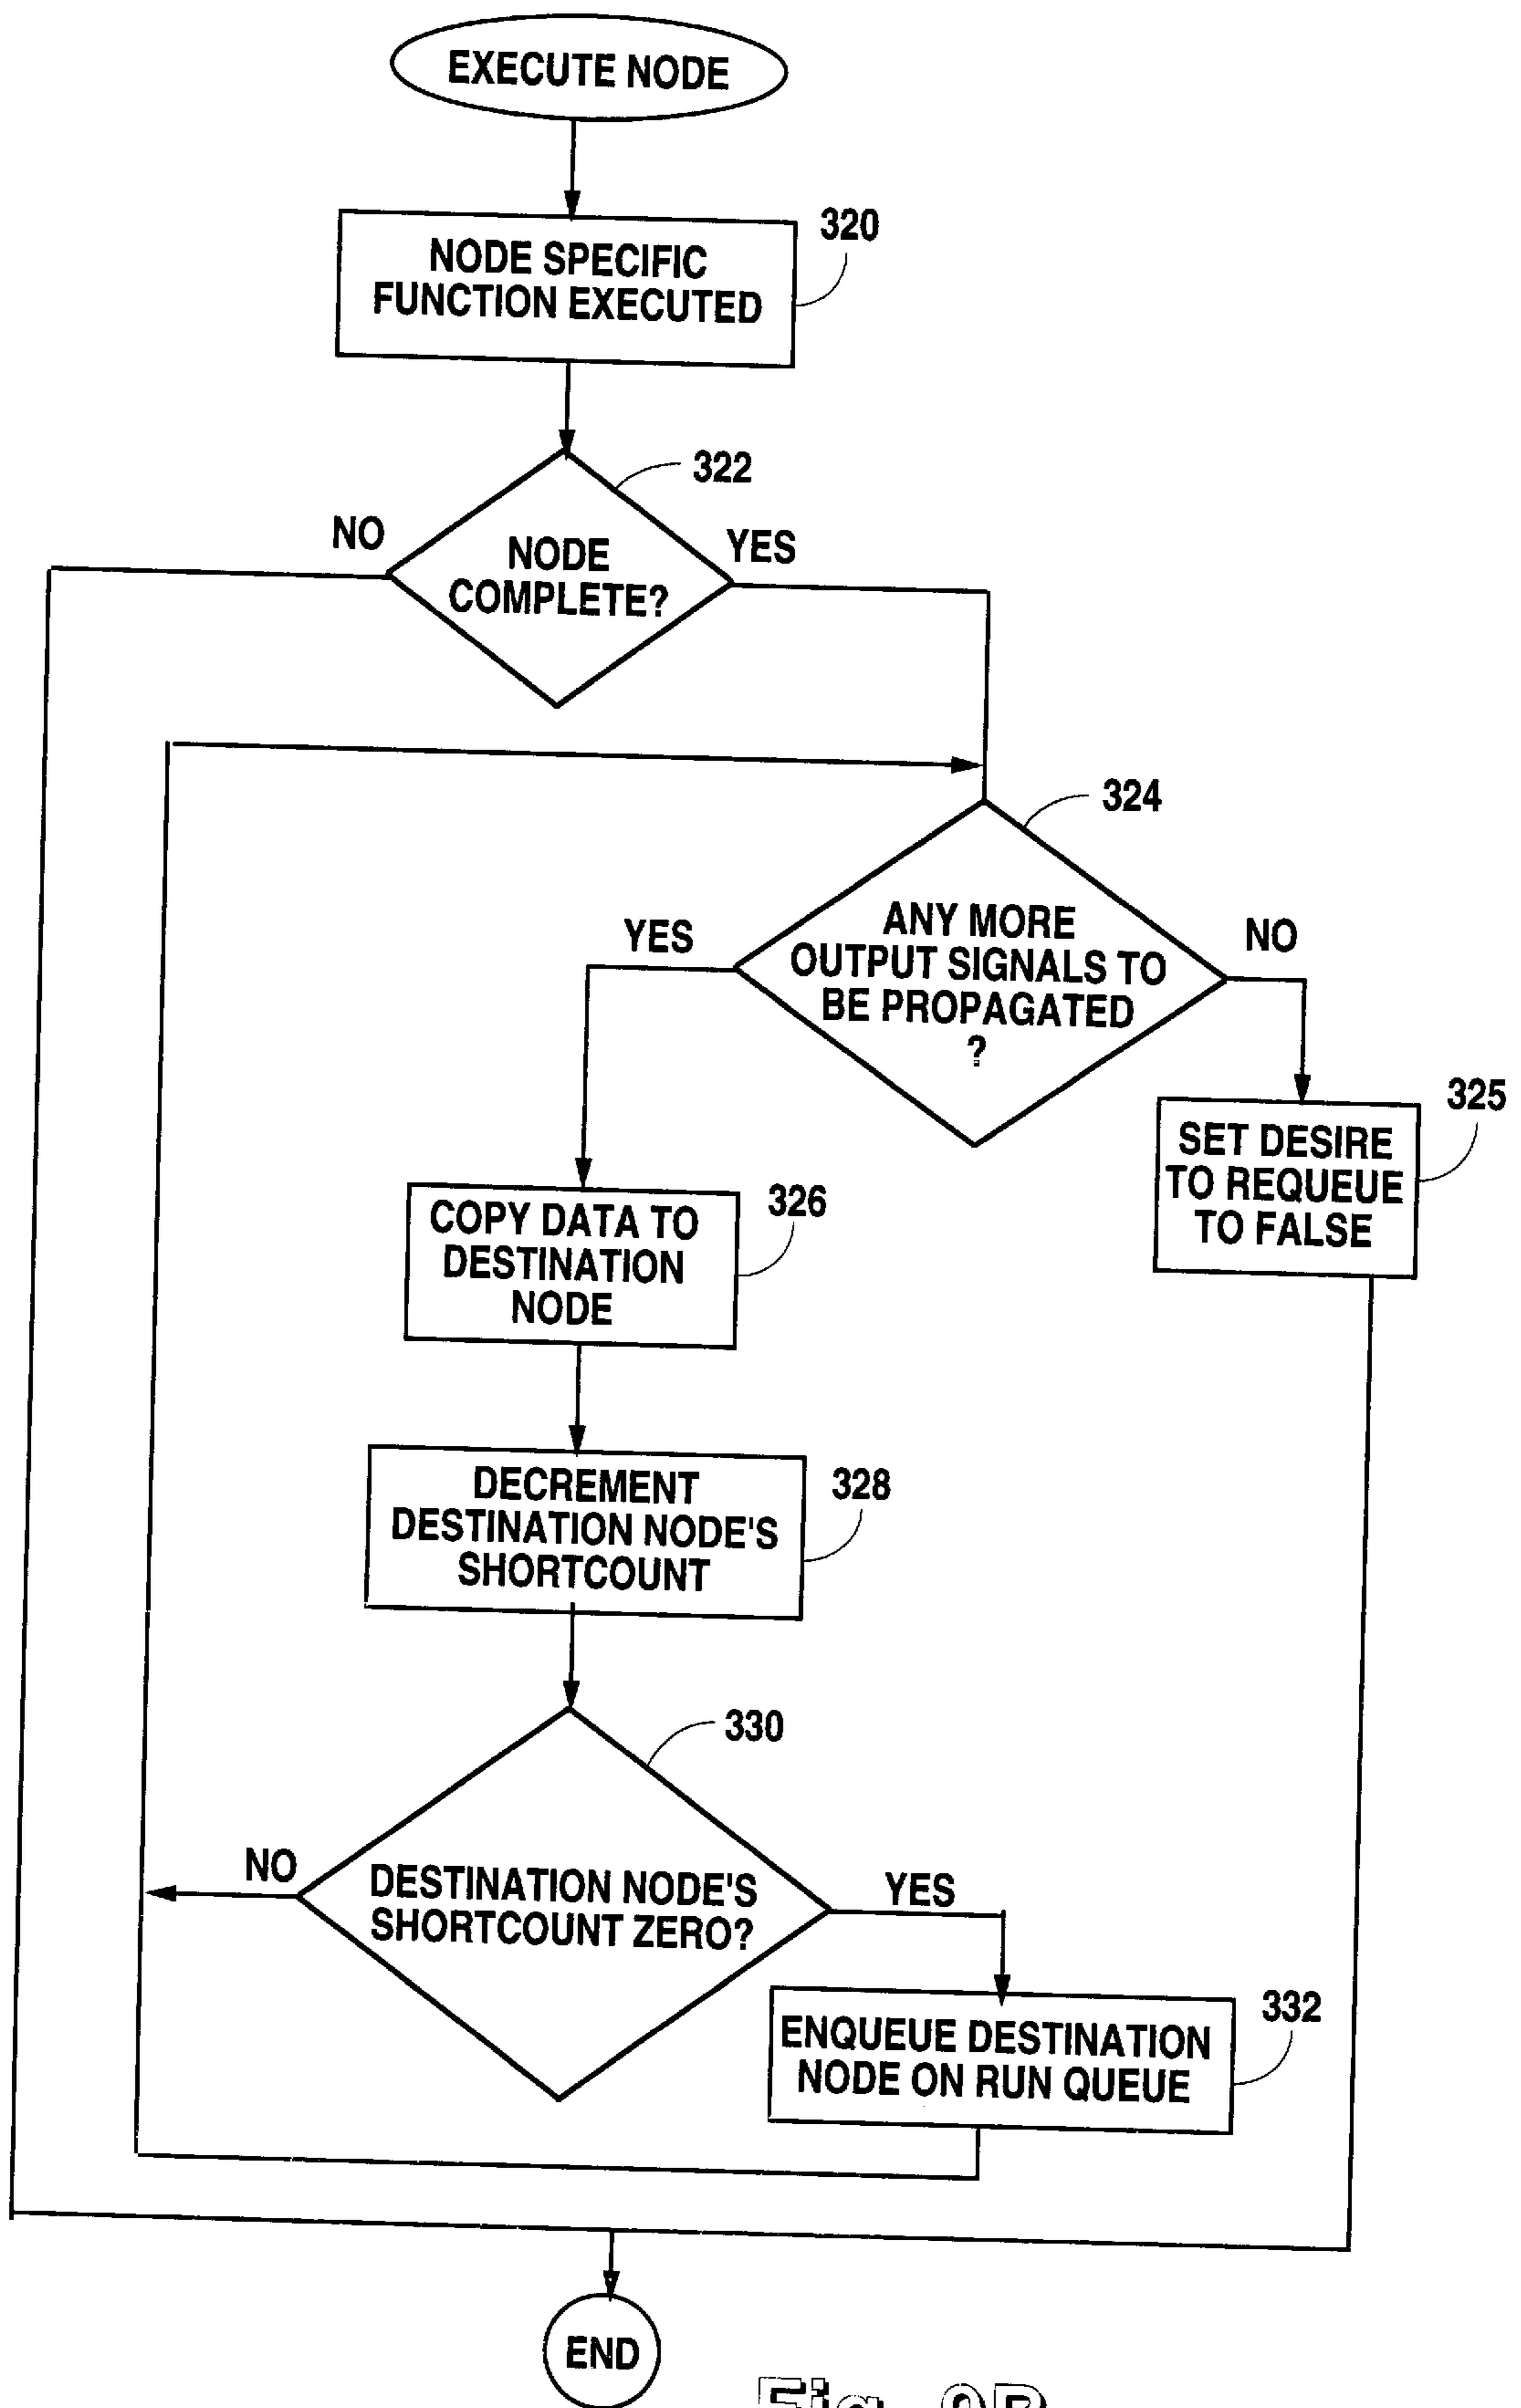 EXECUTE NODE
320
NODE SPECIFIC
FUNCTION EXECUTED
322
NO
YES
NODE
COMPLETE?
324
ANY MORE
OUTPUT SIGNALS TO
BE PROPAGATED
?
YES
NO
325
SET DESIRE
TO REQUEUE
TO FALSE
326
COPY DATA TO
DESTINATION
NODE
328
DECREMENT
DESTINATION NODE'S
SHORTCOUNT
330
NO
YES
DESTINATION NODE'S
SHORTCOUNT ZERO?
332
ENQUEUE DESTINATION
NODE ON RUN QUEUE
END
Fig. 9B